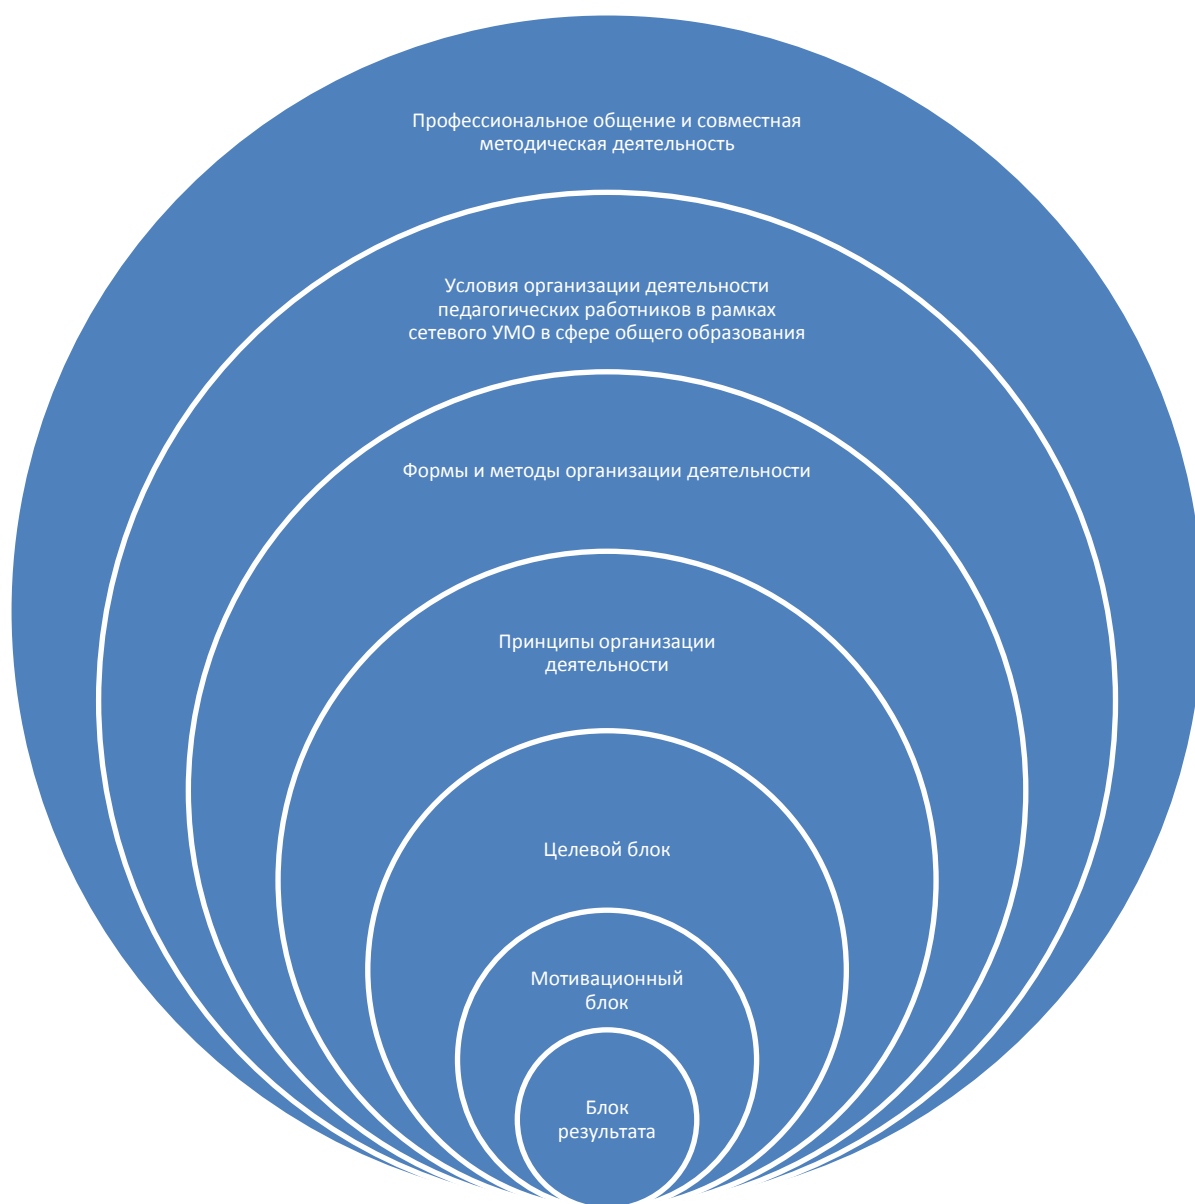 Профессиональное общение и совместная
методическая деятельность
Условия организации деятельности
педагогических работников в рамках
сетевого УМО в сфере общего образования
Формы и методы организации деятельности
Принципы организации
деятельности
Целевой блок
Мотивационный
блок
Блок
результата